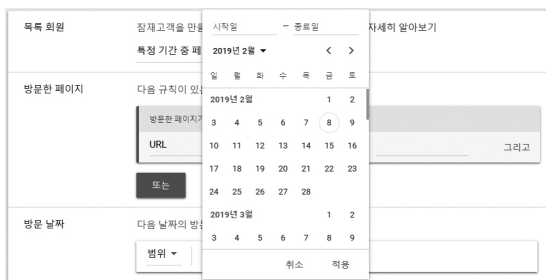 목록 회원
잠재고객을 만들
시작일 – 종료일
자세히 알아보기
특정 기간 중 페
2019년 2월
일 월 화 수 목 금 토
2019년 2월 1 2
3 4 5 6 7 8 9
10 11 12 13 14 15 16
17 18 19 20 21 22 23
24 25 26 27 28
2019년 3월 1 2
3 4 5 6 7 8 9
취소 적용
방문한 페이지
다음 규칙이 있는
방문한 페이지가
URL
그리고
또는
방문 날짜
다음 날짜의 방문
범위